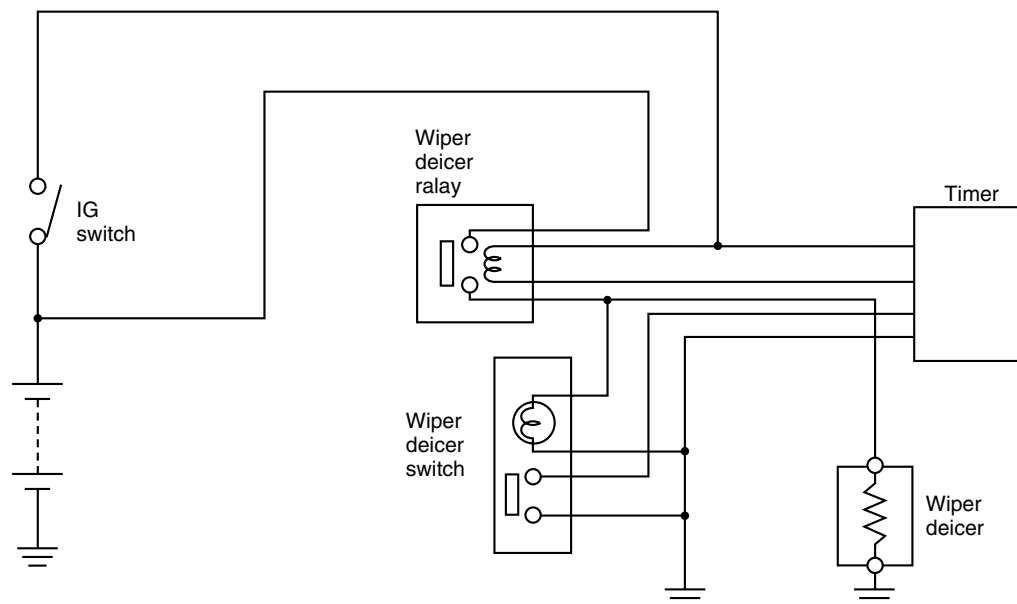 Wiper
deicer
ralay
Timer
IG
switch
Wiper
deicer
switch
Wiper
deicer